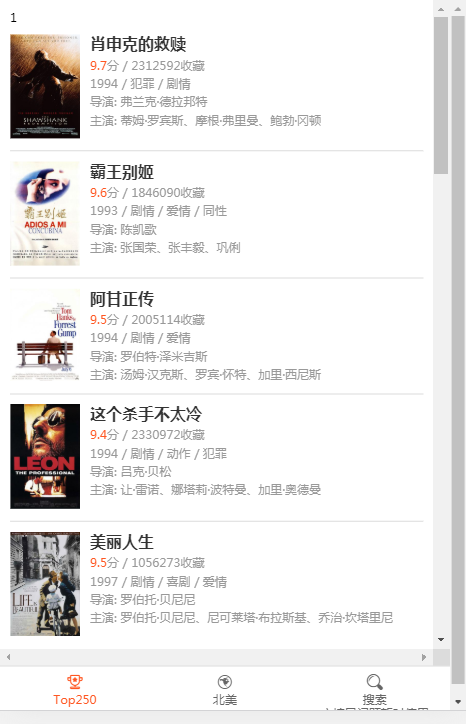 1
肖申克的救赎
9.7分 / 2312592收藏
1994 / 犯罪 / 剧情
导演: 弗兰克·德拉邦特
主演: 蒂姆·罗宾斯、摩根·弗里曼、鲍勃·冈顿
SHAWSHANK
霸王别姬
9.6分 / 1846090收藏
1993 / 剧情 / 爱情 / 同性
导演: 陈凯歌
主演: 张国荣、张丰毅、巩俐
霸王别姬
ADIOS A MI
CONCUBINA
阿甘正传
9.5分 / 2005114收藏
1994 / 剧情 / 爱情
导演: 罗伯特·泽米吉斯
主演: 汤姆·汉克斯、罗宾·怀特、加里·西尼斯
Tom
Hanks
Forrest
Gump
这个杀手不太冷
9.4分 / 2330972收藏
1994 / 剧情 / 动作 / 犯罪
导演: 吕克·贝松
主演: 让·雷诺、娜塔莉·波特曼、加里·奥德曼
LEON
THE PROFESSIONAL
美丽人生
9.5分 / 1056273收藏
1997 / 剧情 / 喜剧 / 爱情
导演: 罗伯托·贝尼尼
主演: 罗伯托·贝尼尼、尼可莱塔·布拉斯基、乔治·坎塔里尼
LIFE IS
BEAUTIFUL
Top250
北美
搜索